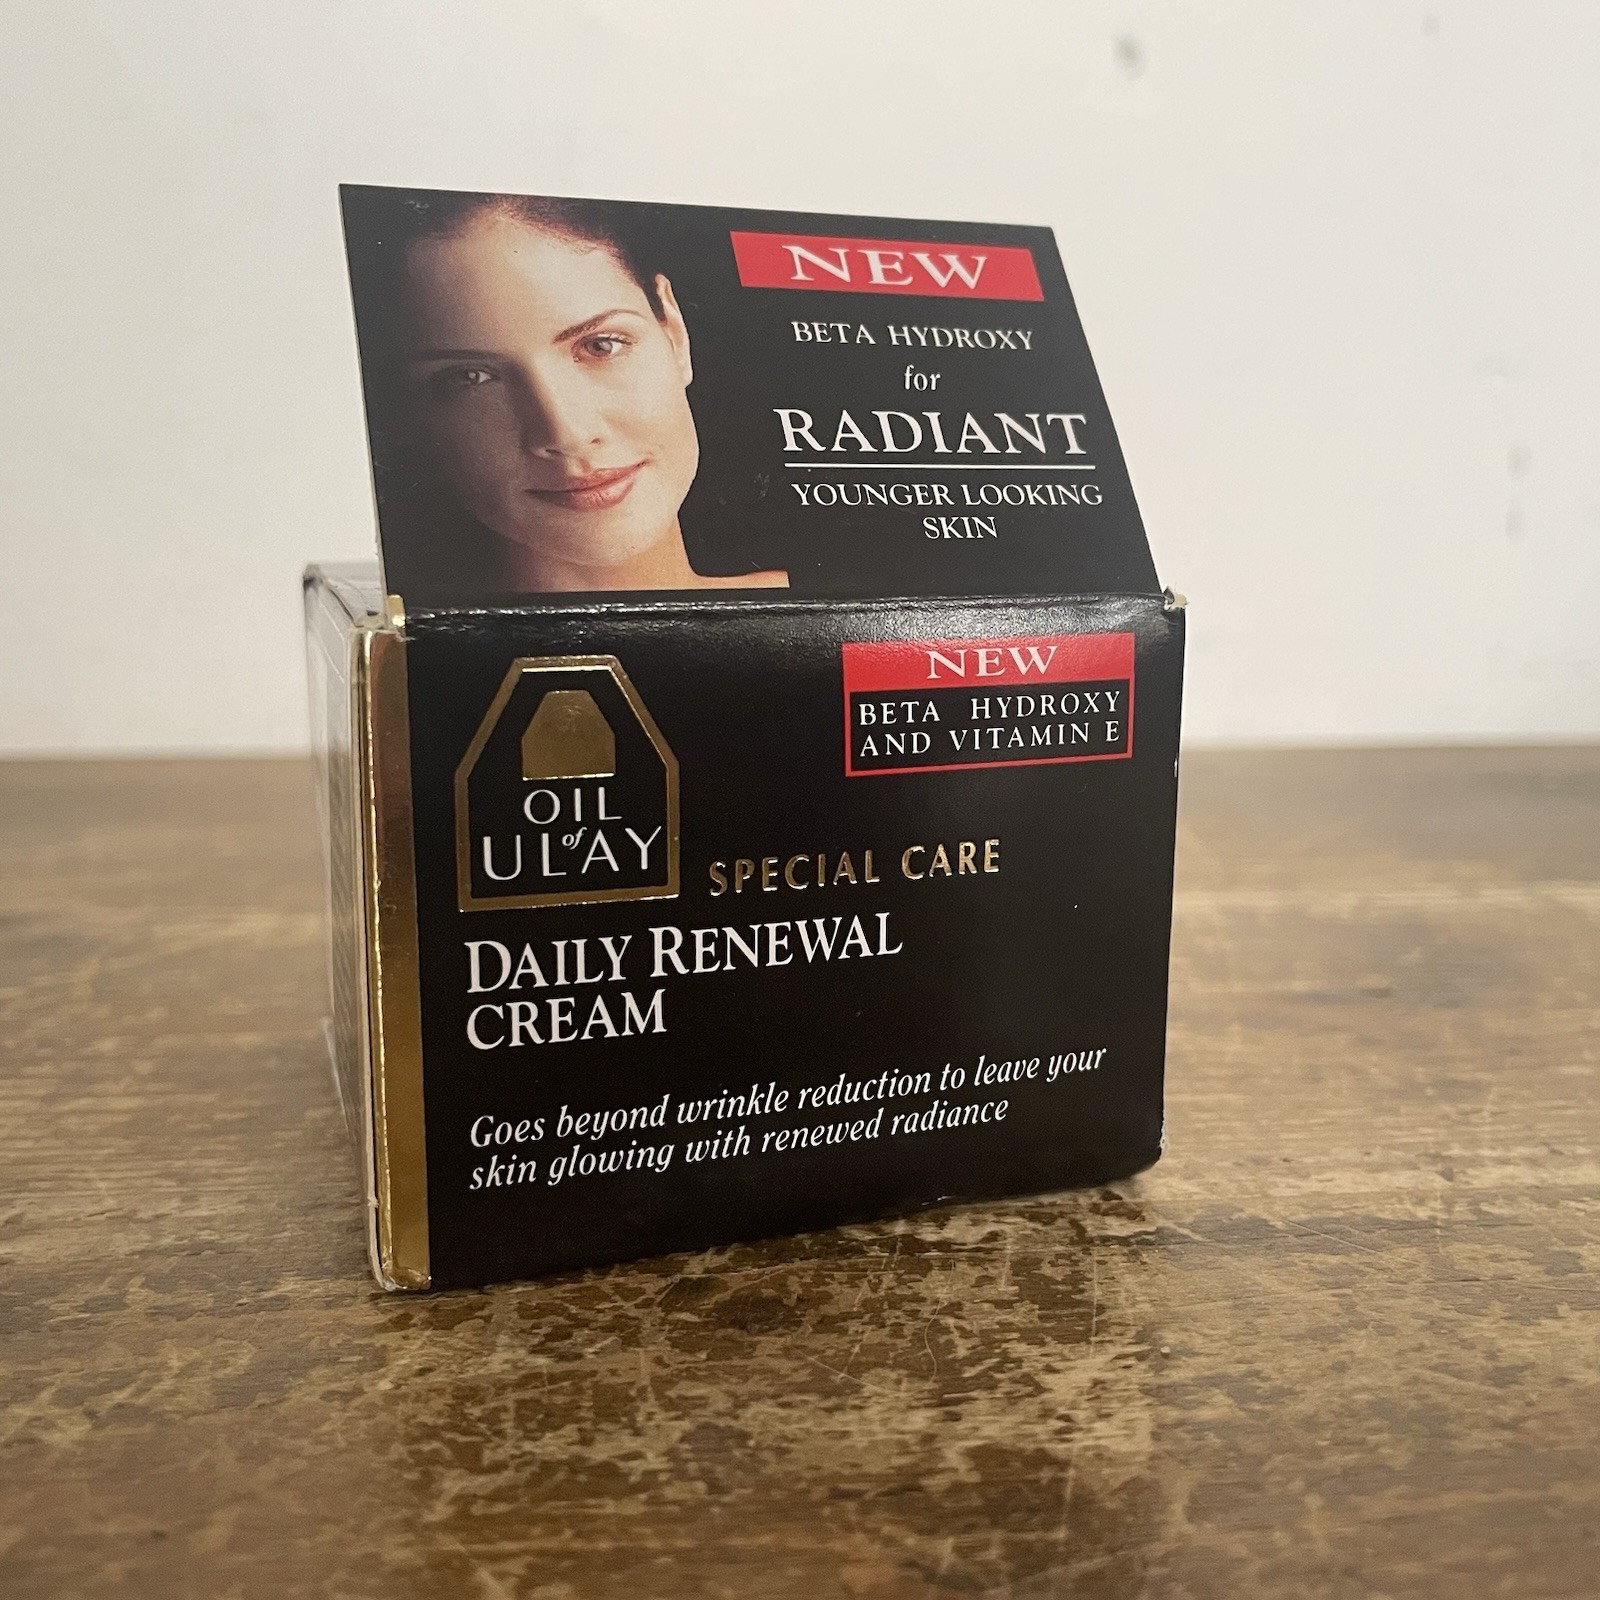 NEW
BETA HYDROXY
for
RADIANT
YOUNGER LOOKING
SKIN
NEW
BETA HYDROXY
AND VITAMIN E
OIL
of
ULAY
SPECIAL CARE
DAILY RENEWAL
CREAM
Goes beyond wrinkle reduction to leave your
skin glowing with renewed radiance